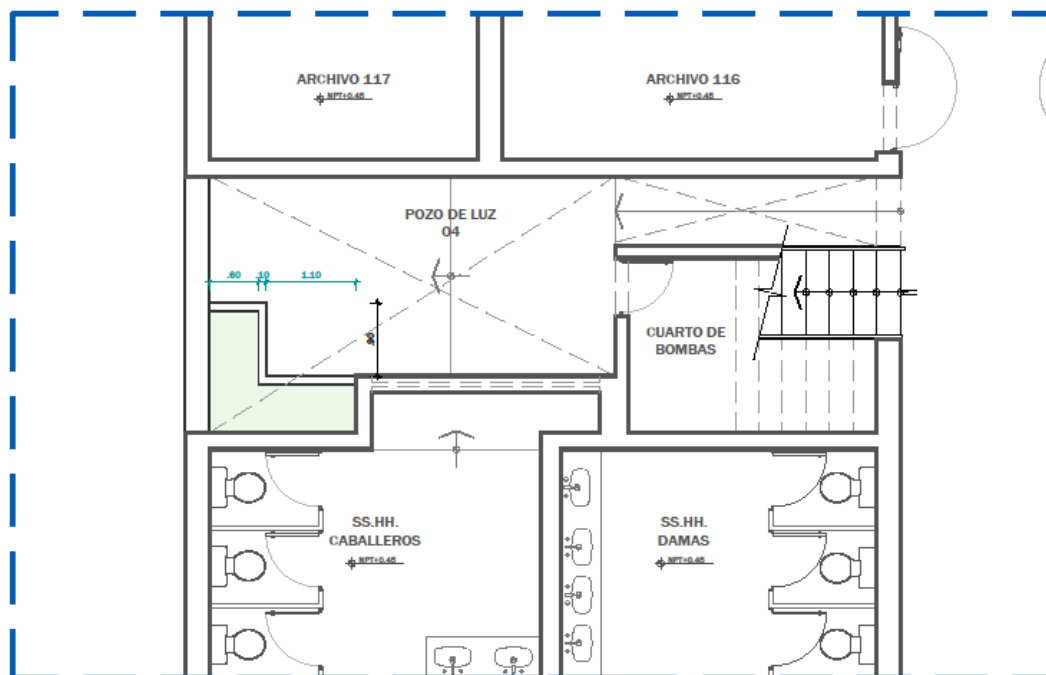 ARCHIVO 117
NPT+0.45
ARCHIVO 116
NPT+0.45
POZO DE LUZ
04
.60 .10 1.10
.90
CUARTO DE
BOMBAS
SS.HH.
CABALLEROS
NPT+0.45
SS.HH.
DAMAS
NPT+0.45